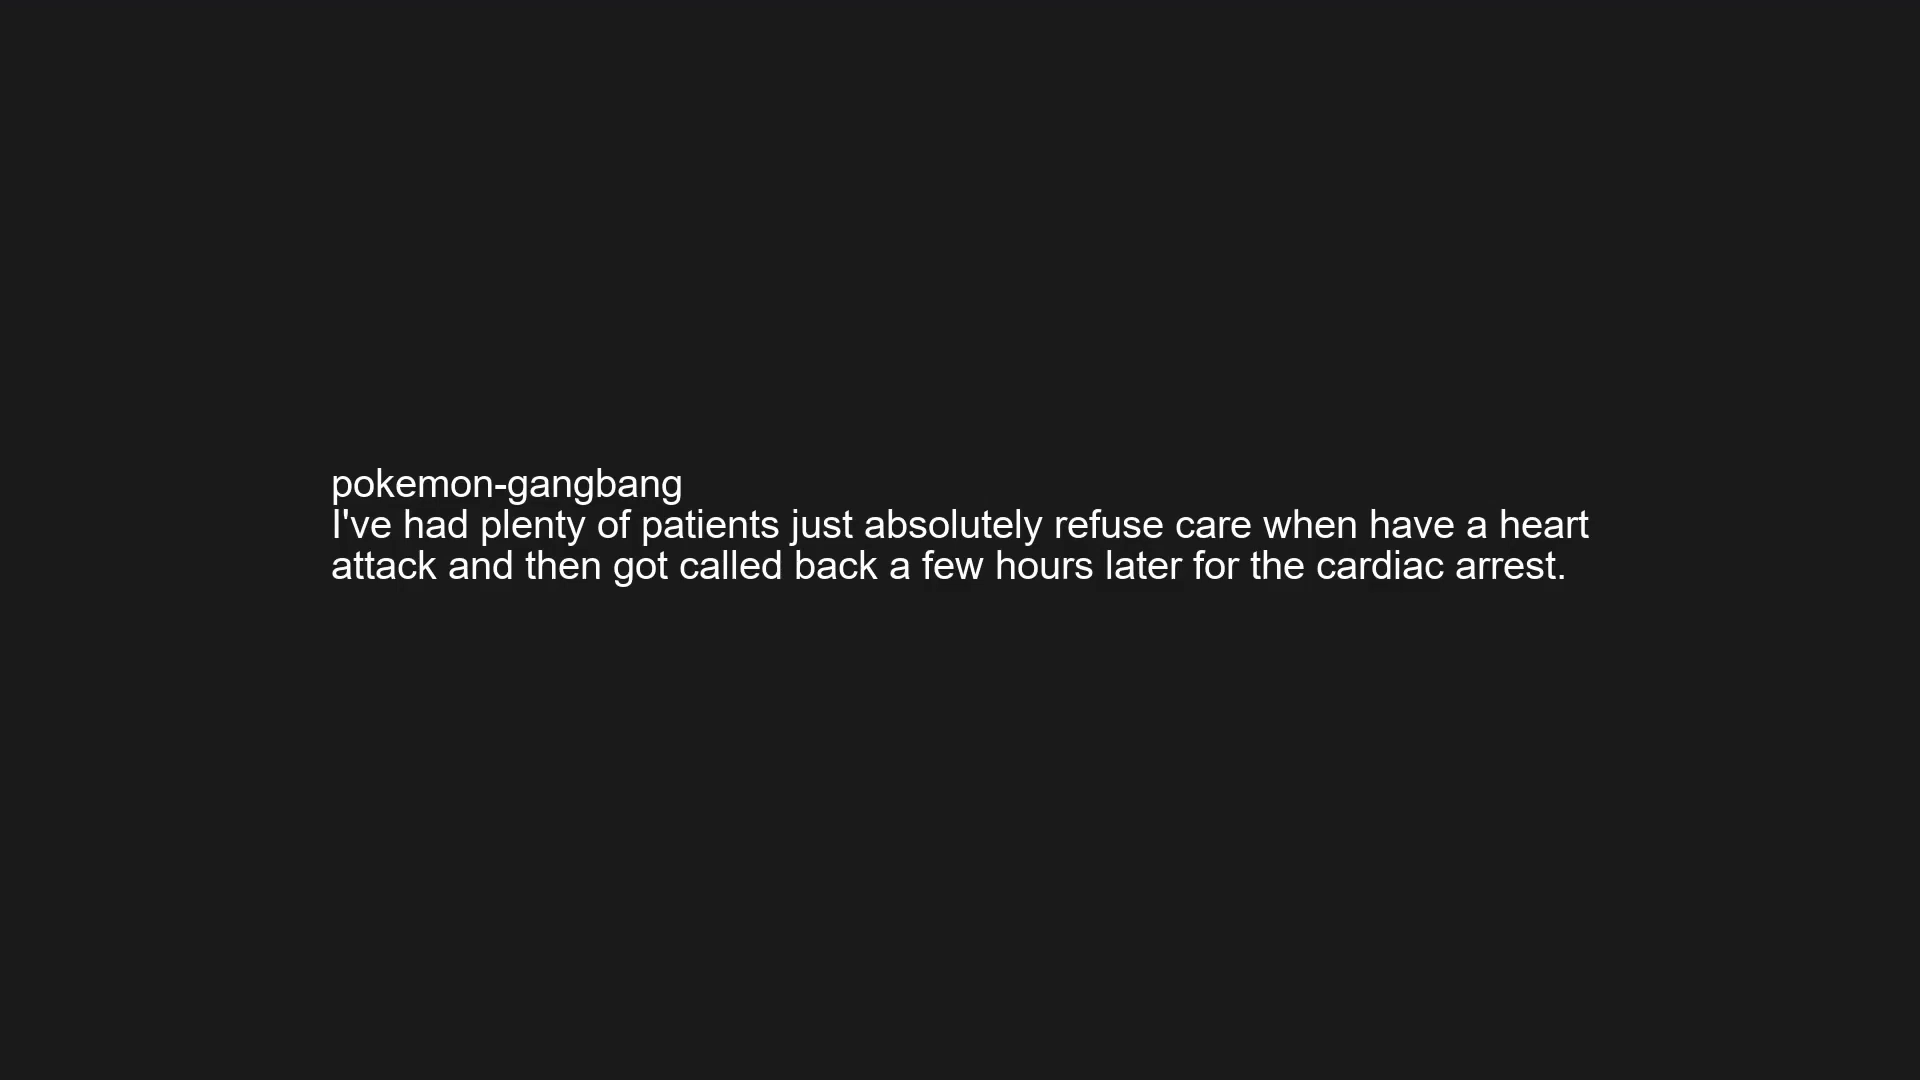 pokemon-gangbang
I've had plenty of patients just absolutely refuse care when have a heart
attack and then got called back a few hours later for the cardiac arrest.